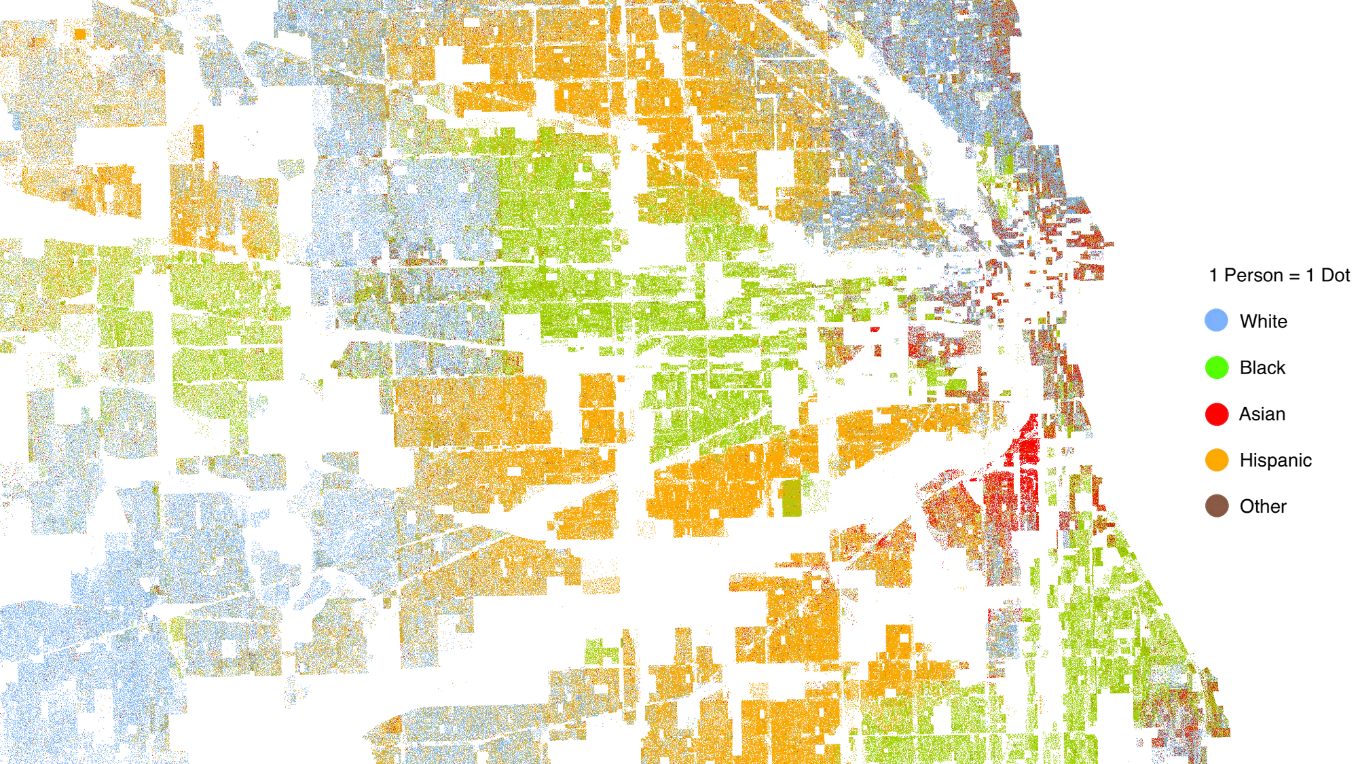 1 Person = 1 Dot
White
Black
Asian
Hispanic
Other